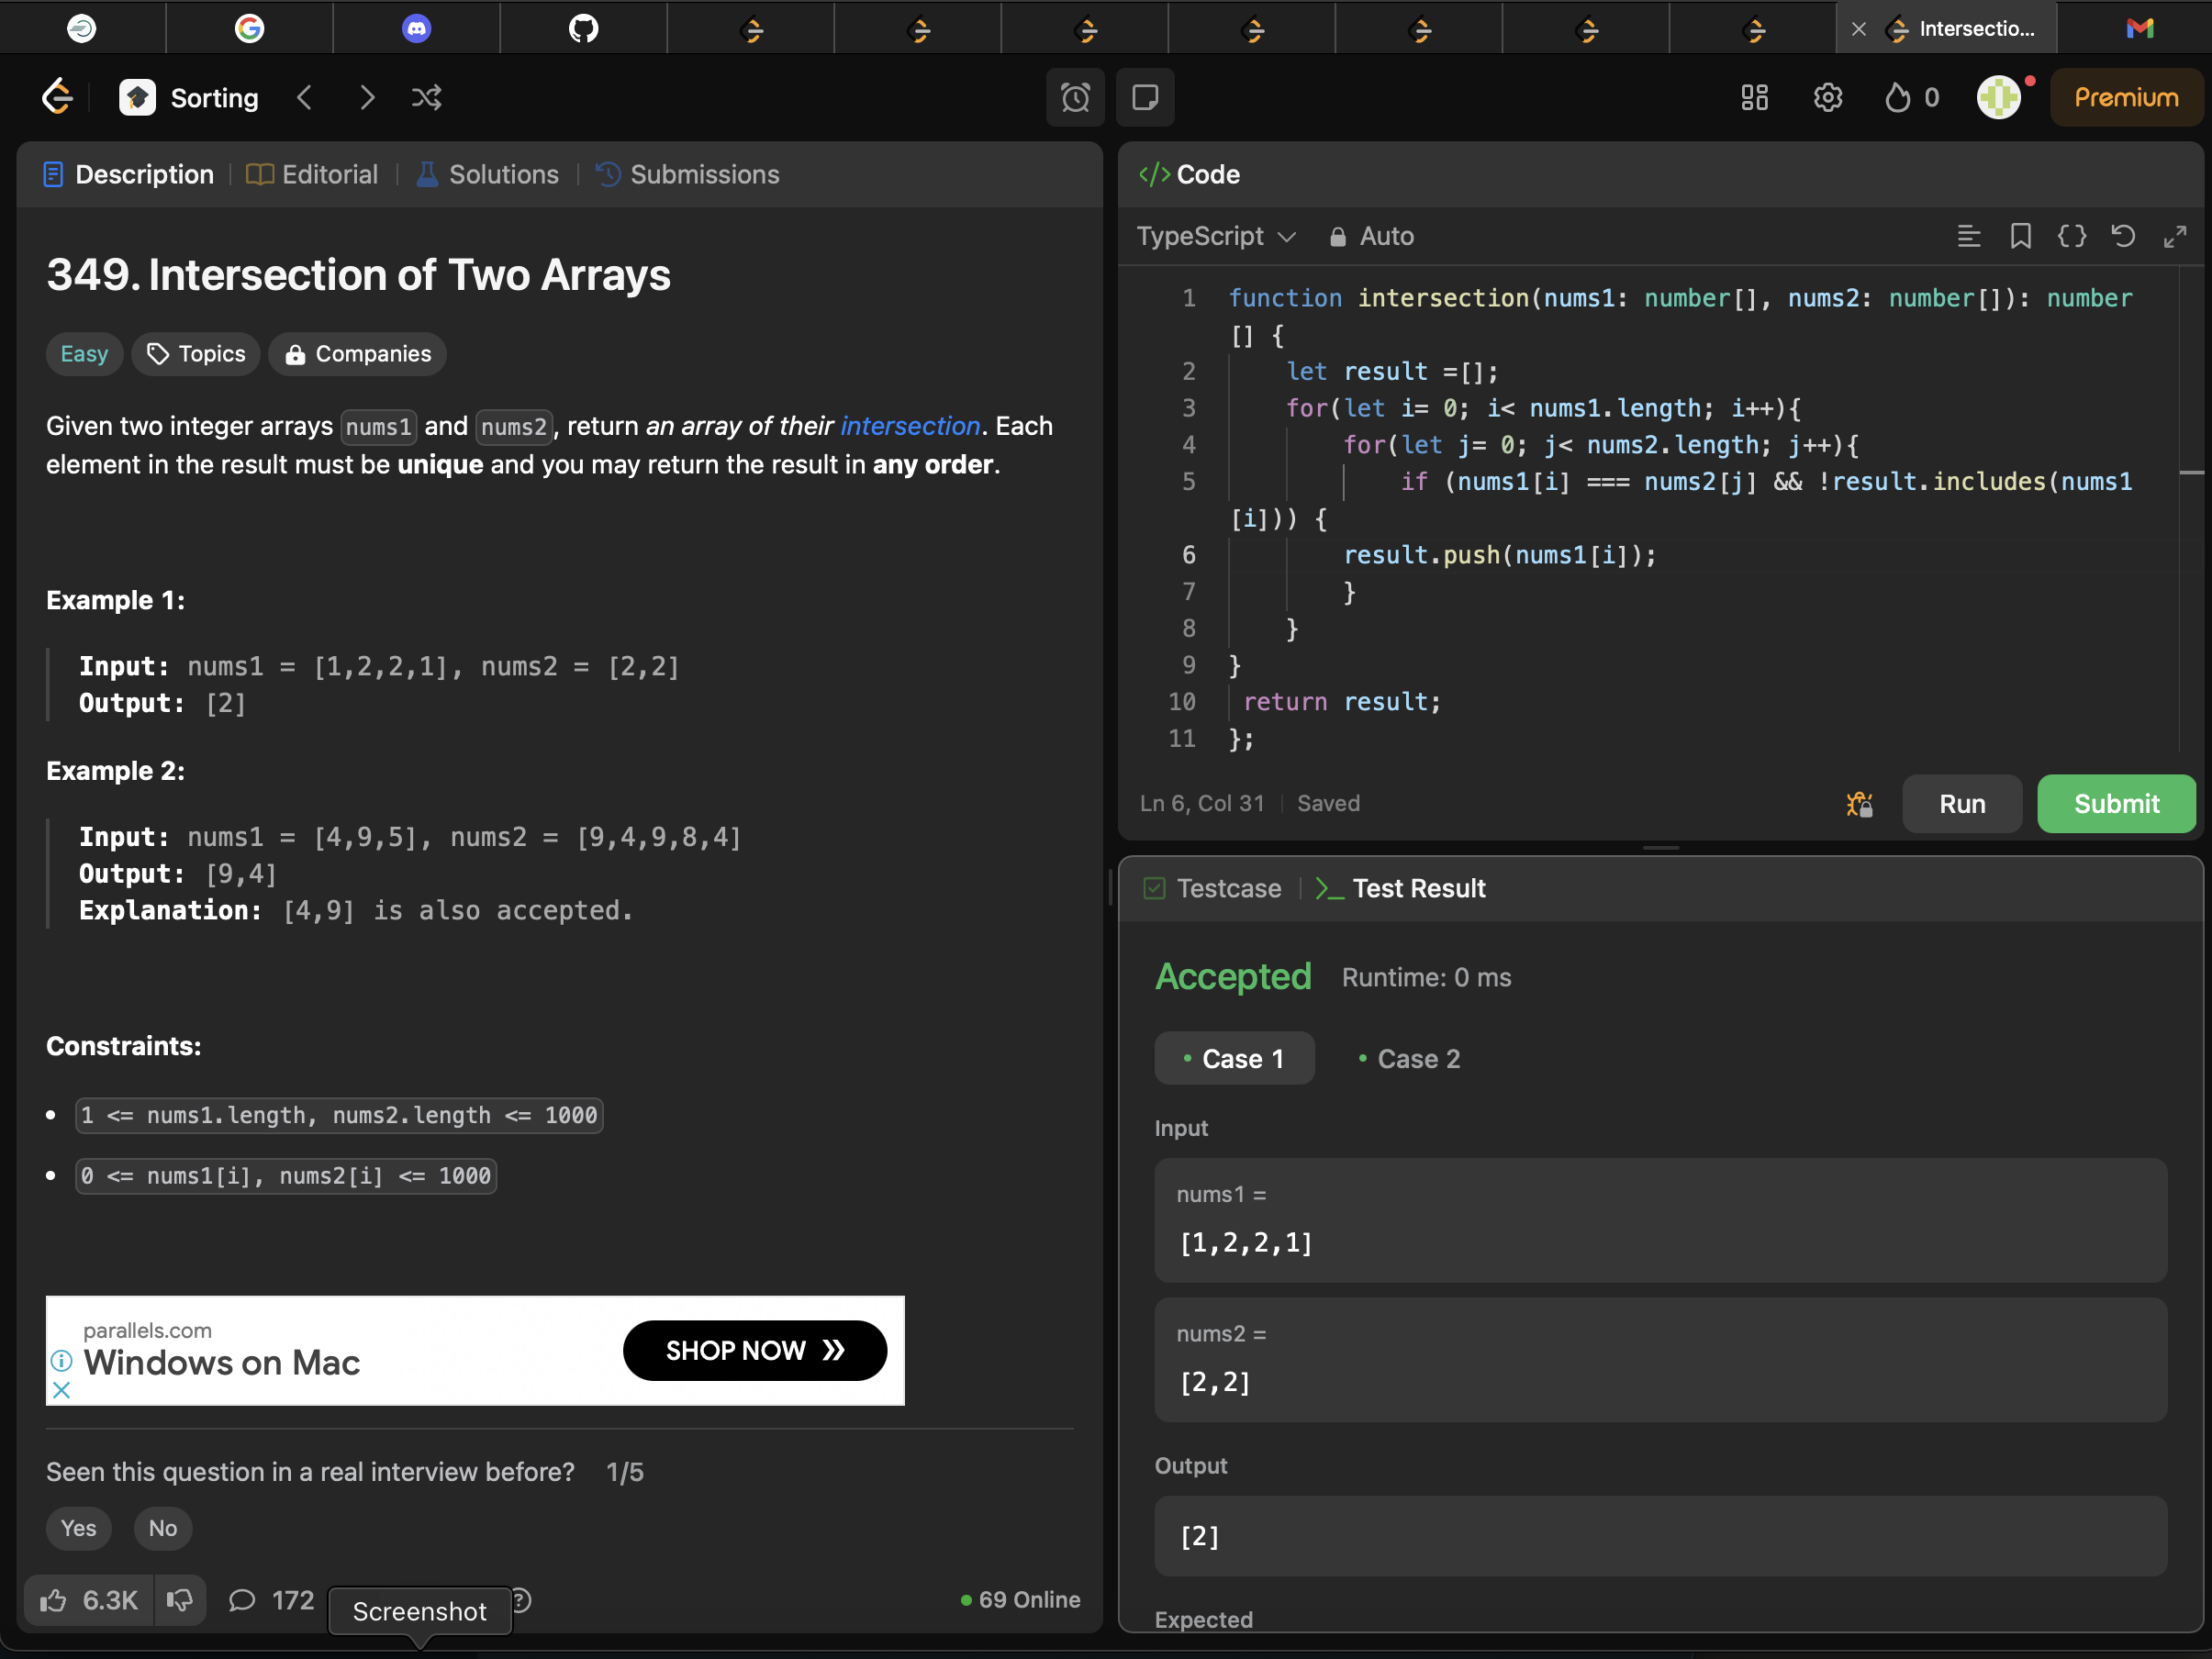 Intersectio...
Sorting
0
Premium
Description
Editorial
Solutions
Submissions
349. Intersection of Two Arrays
Easy
Topics
Companies
Given two integer arrays nums1 and nums2, return an array of their intersection. Each
element in the result must be unique and you may return the result in any order.
Example 1:
Input: nums1 = [1,2,2,1], nums2 = [2,2]
Output: [2]
Example 2:
Input: nums1 = [4,9,5], nums2 = [9,4,9,8,4]
Output: [9,4]
Explanation: [4,9] is also accepted.
Constraints:
1 <= nums1.length, nums2.length <= 1000
0 <= nums1[i], nums2[i] <= 1000
parallels.com
Windows on Mac
SHOP NOW
Seen this question in a real interview before? 1/5
Yes No
6.3K 172
Screenshot
69 Online
</> Code
TypeScript Auto
1 function intersection(nums1: number[], nums2: number[]): number
[] {
2 let result =[];
3 for(let i= 0; i< nums1.length; i++){
4 for(let j= 0; j< nums2.length; j++){
5 if (nums1[i] === nums2[j] && !result.includes(nums1
[i])) {
6 result.push(nums1[i]);
7 }
8 }
9 }
10 return result;
11 };
Ln 6, Col 31 Saved
Run
Submit
Testcase
Test Result
Accepted Runtime: 0 ms
Case 1 Case 2
Input
nums1 =
[1,2,2,1]
nums2 =
[2,2]
Output
[2]
Expected